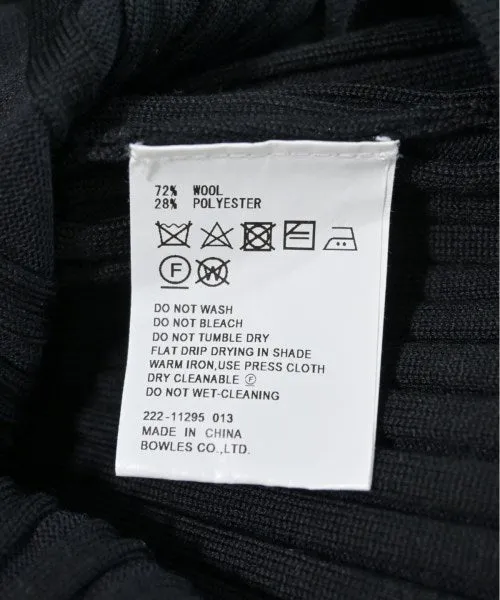 72% WOOL
28% POLYESTER
F W
DO NOT WASH
DO NOT BLEACH
DO NOT TUMBLE DRY
FLAT DRIP DRYING IN SHADE
WARM IRON,USE PRESS CLOTH
DRY CLEANABLE Ⓕ
DO NOT WET-CLEANING
222-11295 013
MADE IN CHINA
BOWLES CO.,LTD.